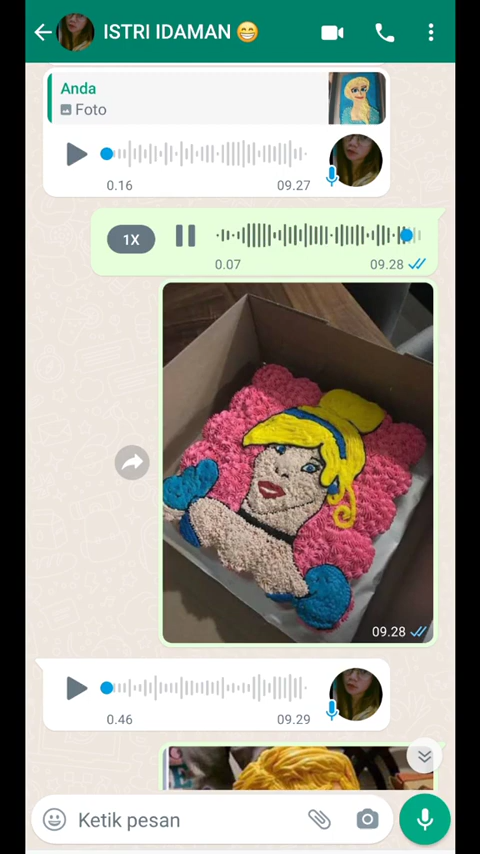 ISTRI IDAMAN 😁
Anda
Foto
0.16 09.27
1X
0.07 09.28
09.28
0.46 09.29
Ketik pesan